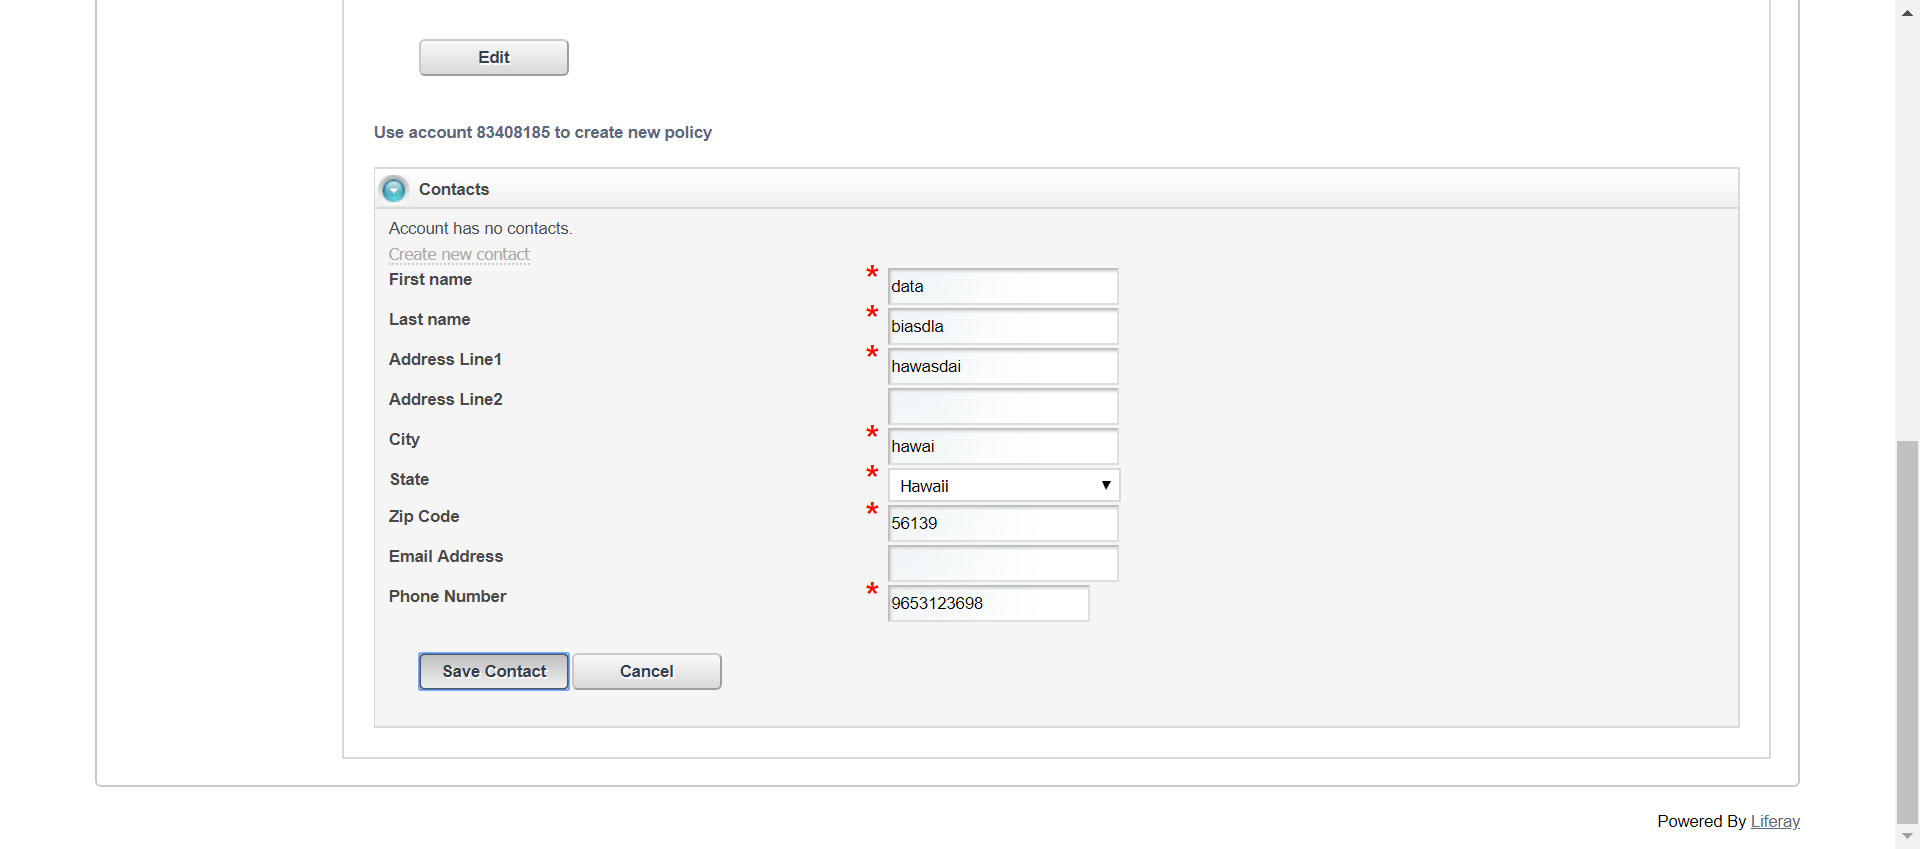 Edit
Use account 83408185 to create new policy
Contacts
Account has no contacts.
Create new contact
First name * data
Last name * biasdla
Address Line1 * hawasdai
Address Line2
City * hawai
State * Hawaii
Zip Code * 56139
Email Address
Phone Number * 9653123698
Save Contact Cancel
Powered By Liferay